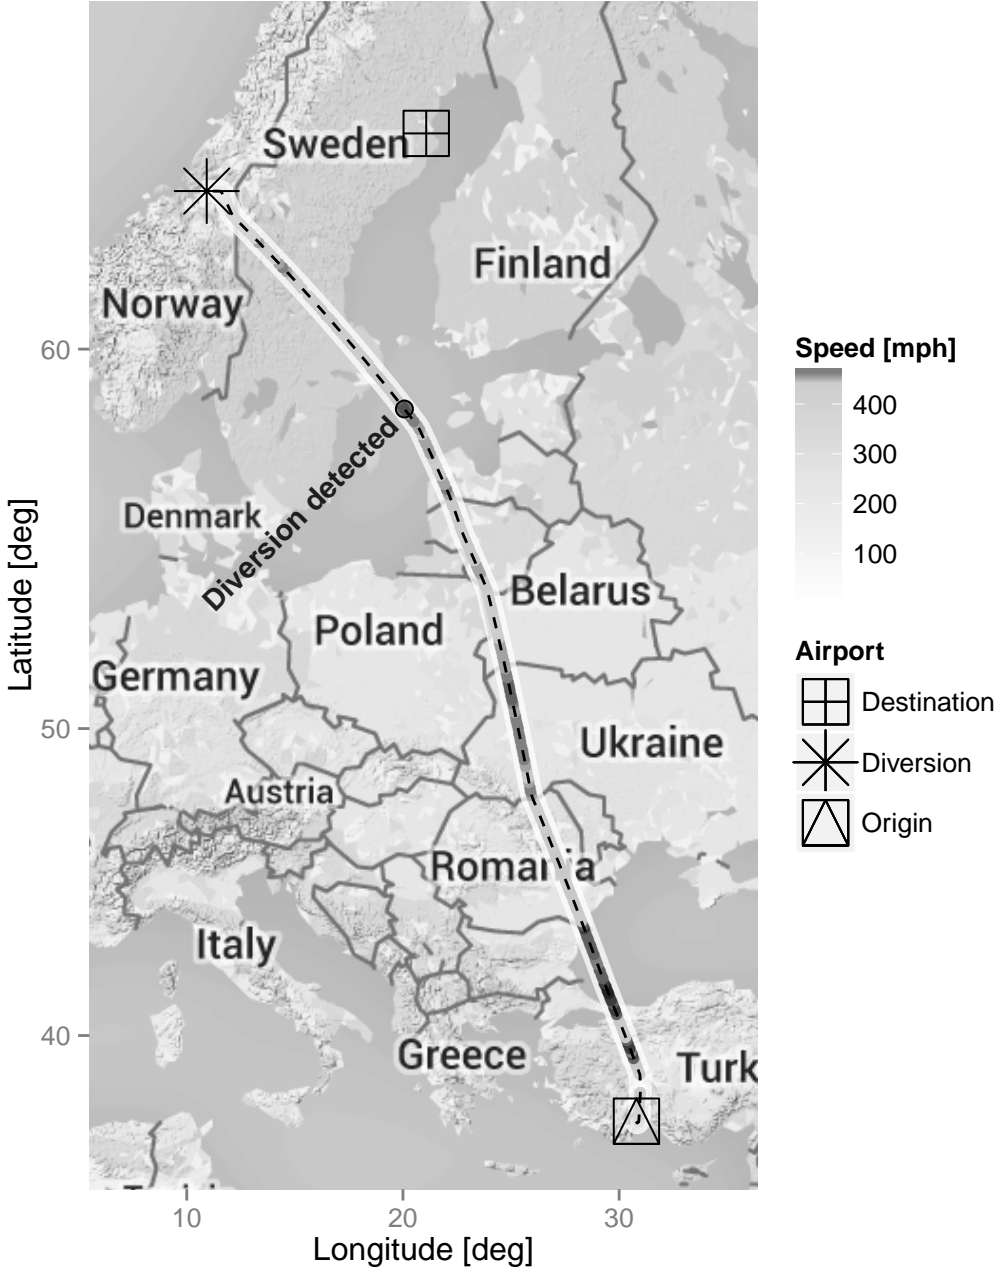 Sweden
Finland
Norway
60
Speed [mph]
400
300
200
100
Diversion detected
Denmark
Belarus
Poland
Germany
Latitude [deg]
Airport
Destination
Diversion
Origin
50
Ukraine
Austria
Romania
Italy
40
Greece
Turk
10
20
30
Longitude [deg]